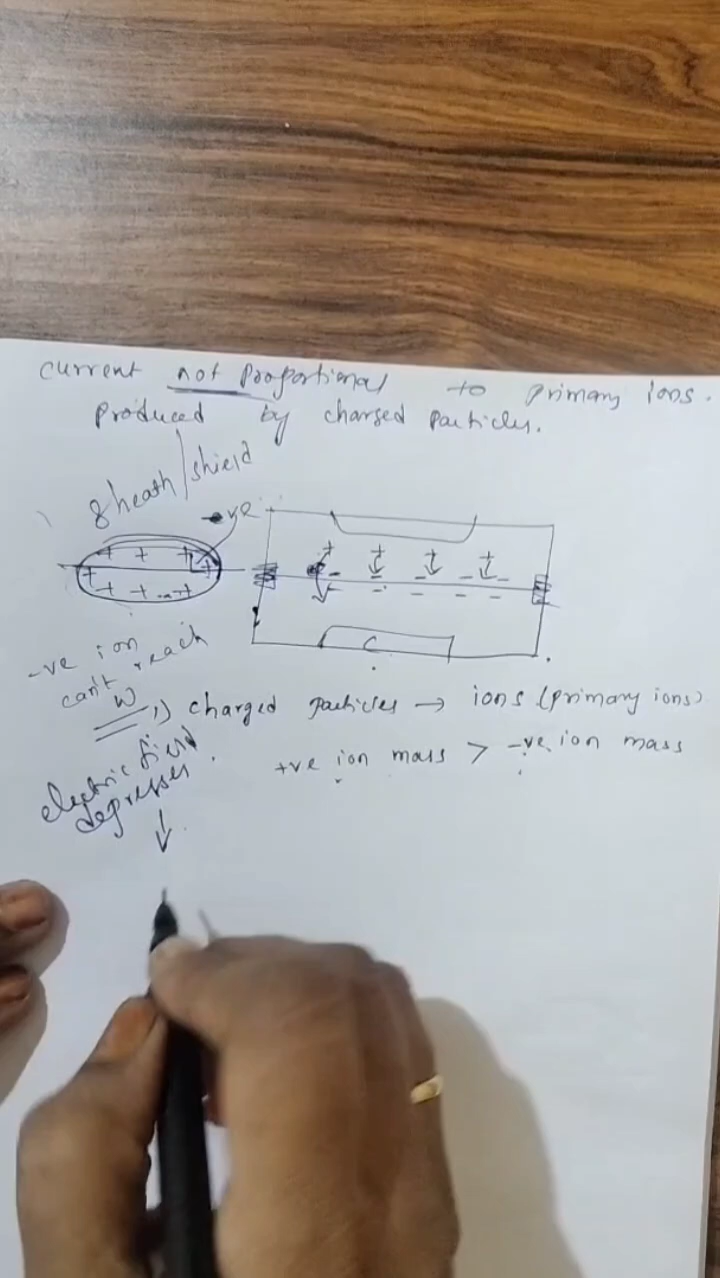 current not proportional to primary ions.
produced by charged particles.
sheath/shield
-ve
+ + +
+ +
+ + +
+ + + +
C
-ve ion
can't reach
W
1) charged particles → ions (primary ions)
+ve ion mass > -ve ion mass
electric field
depresses